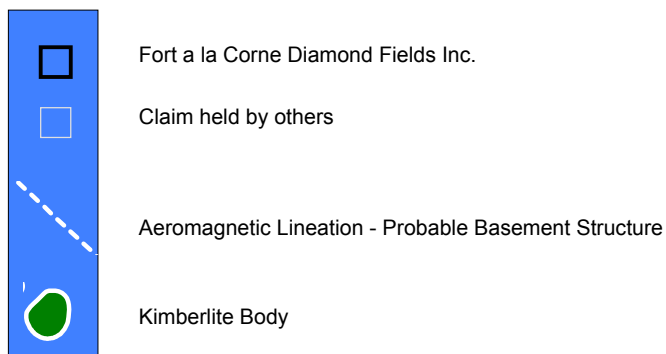 Fort a la Corne Diamond Fields Inc.
Claim held by others
Aeromagnetic Lineation - Probable Basement Structure
Kimberlite Body